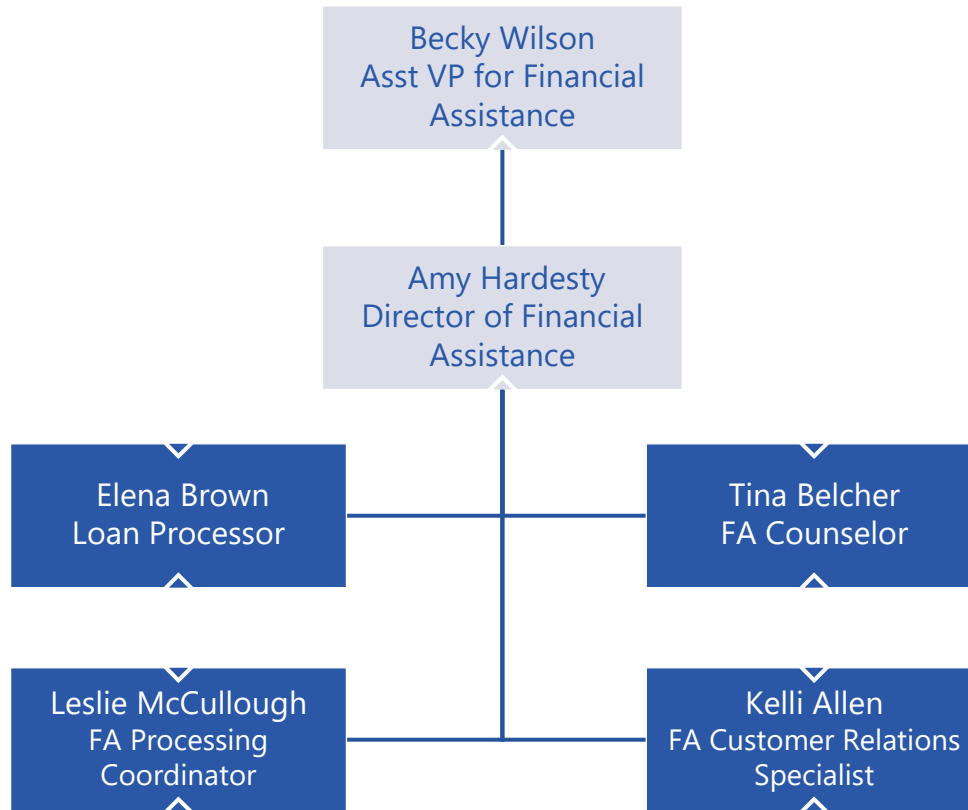 Becky Wilson
Asst VP for Financial
Assistance
Amy Hardesty
Director of Financial
Assistance
Elena Brown
Loan Processor
Tina Belcher
FA Counselor
Leslie McCullough
FA Processing
Coordinator
Kelli Allen
FA Customer Relations
Specialist